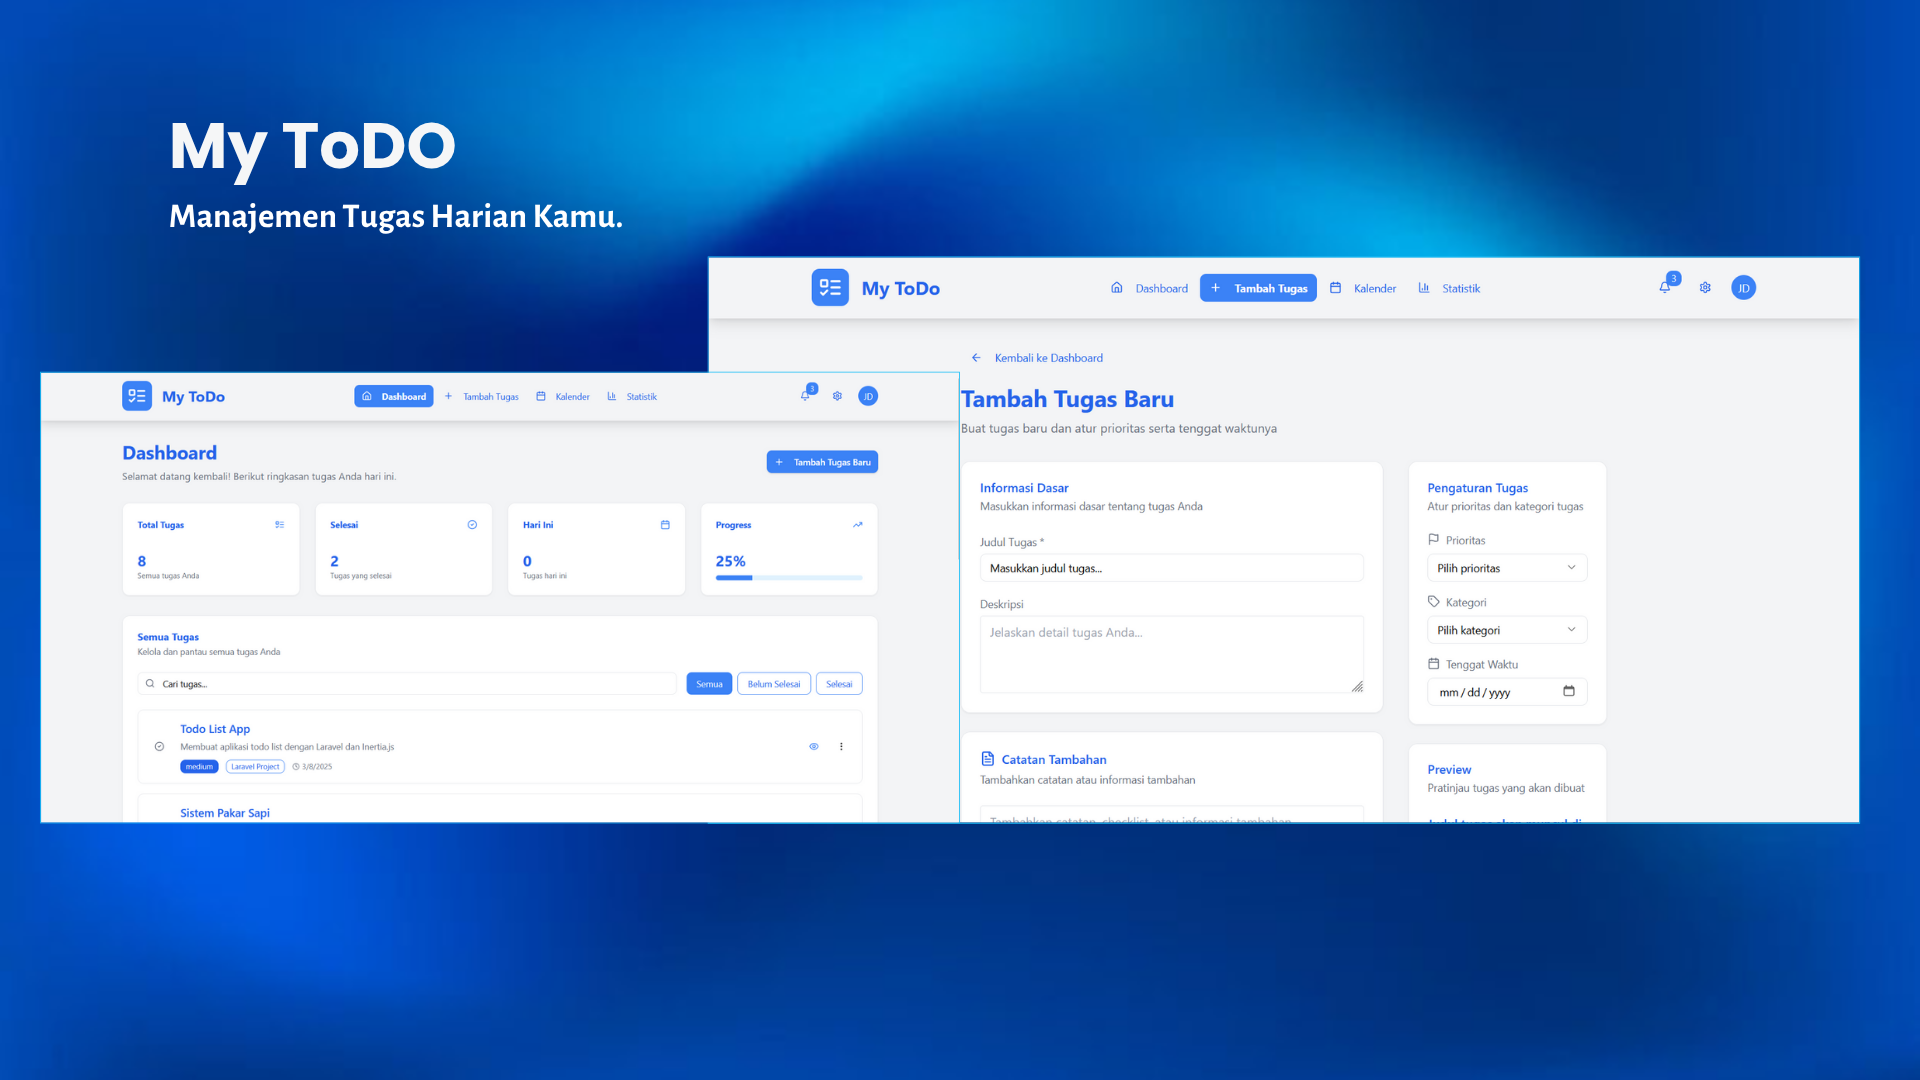 My ToDO
Manajemen Tugas Harian Kamu.
My ToDo
Dashboard
Tambah Tugas
Kalender
Statistik
3
JD
Kembali ke Dashboard
Tambah Tugas Baru
Buat tugas baru dan atur prioritas serta tenggat waktunya
Informasi Dasar
Masukkan informasi dasar tentang tugas Anda
Judul Tugas *
Masukkan judul tugas...
Deskripsi
Jelaskan detail tugas Anda...
Catatan Tambahan
Tambahkan catatan atau informasi tambahan
Tambahkan catatan, checklist, atau informasi tambahan
Pengaturan Tugas
Atur prioritas dan kategori tugas
Prioritas
Pilih prioritas
Kategori
Pilih kategori
Tenggat Waktu
mm/dd/yyyy
Preview
Pratinjau tugas yang akan dibuat
My ToDo
Dashboard
Tambah Tugas
Kalender
Statistik
3
JD
Dashboard
Selamat datang kembali! Berikut ringkasan tugas Anda hari ini.
Tambah Tugas Baru
Total Tugas
8
Semua tugas Anda
Selesai
2
Tugas yang selesai
Hari Ini
0
Tugas hari ini
Progress
25%
Semua Tugas
Kelola dan pantau semua tugas Anda
Cari tugas...
Semua
Belum Selesai
Selesai
Todo List App
Membuat aplikasi todo list dengan Laravel dan Inertia.js
medium
Laravel Project
3/8/2025
Sistem Pakar Sapi